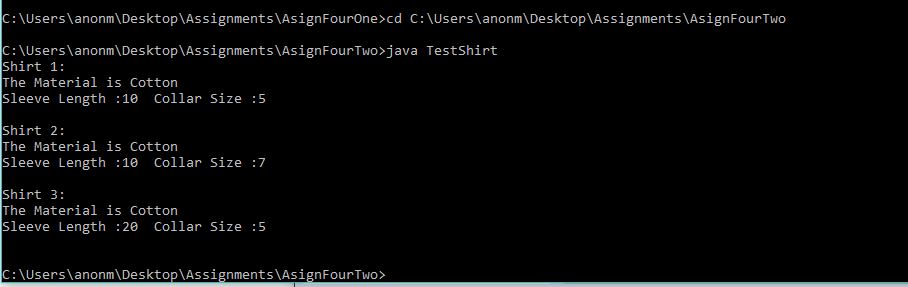 C:\Users\anonm\Desktop\Assignments\AsignFourOne>cd C:\Users\anonm\Desktop\Assignments\AsignFourTwo
C:\Users\anonm\Desktop\Assignments\AsignFourTwo>java TestShirt
Shirt 1:
The Material is Cotton
Sleeve Length :10  Collar Size :5
Shirt 2:
The Material is Cotton
Sleeve Length :10  Collar Size :7
Shirt 3:
The Material is Cotton
Sleeve Length :20  Collar Size :5
C:\Users\anonm\Desktop\Assignments\AsignFourTwo>